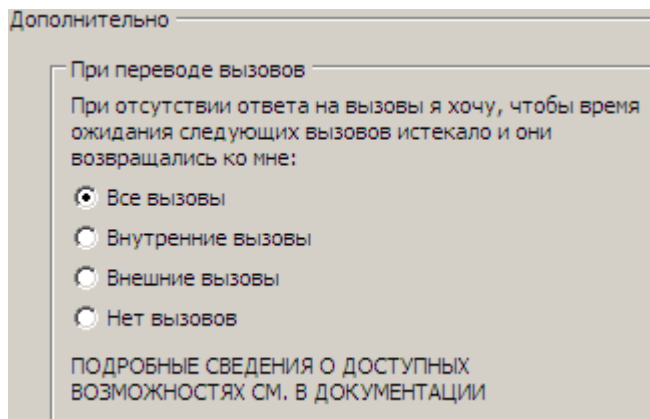 Дополнительно
При переводе вызовов
При отсутствии ответа на вызовы я хочу, чтобы время
ожидания следующих вызовов истекало и они
возвращались ко мне:
Все вызовы
Внутренние вызовы
Внешние вызовы
Нет вызовов
ПОДРОБНЫЕ СВЕДЕНИЯ О ДОСТУПНЫХ
ВОЗМОЖНОСТЯХ СМ. В ДОКУМЕНТАЦИИ